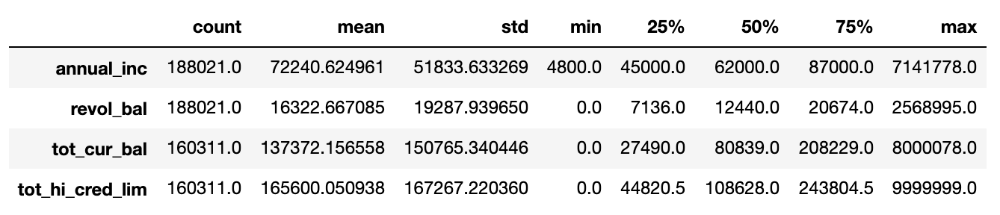 count mean std min 25% 50% 75% max
annual_inc 188021.0 72240.624961 51833.633269 4800.0 45000.0 62000.0 87000.0 7141778.0
revol_bal 188021.0 16322.667085 19287.939650 0.0 7136.0 12440.0 20674.0 2568995.0
tot_cur_bal 160311.0 137372.156558 150765.340446 0.0 27490.0 80839.0 208229.0 8000078.0
tot_hi_cred_lim 160311.0 165600.050938 167267.220360 0.0 44820.5 108628.0 243804.5 9999999.0